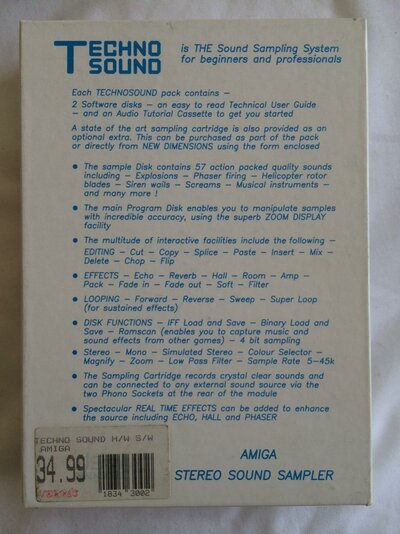 TECHNO
SOUND
is THE Sound Sampling System
for beginners and professionals
Each TECHNOSOUND pack contains –
2 Software disks – an easy to read Technical User Guide
– and an Audio Tutorial Cassette to get you started
A state of the art sampling cartridge is also provided as an
optional extra. This can be purchased as part of the pack
or directly from NEW DIMENSIONS using the form enclosed
• The sample Disk contains 57 action packed quality sounds
including – Explosions – Phaser firing – Helicopter rotor
blades – Siren wails – Screams – Musical instruments –
and many more !
• The main Program Disk enables you to manipulate samples
with incredible accuracy, using the superb ZOOM DISPLAY
facility
• The multitude of interactive facilities include the following –
EDITING – Cut – Copy – Splice – Paste – Insert – Mix –
Delete – Chop – Flip
• EFFECTS – Echo – Reverb – Hall – Room – Amp –
Pack – Fade in – Fade out – Soft – Filter
• LOOPING – Forward – Reverse – Sweep – Super Loop
(for sustained effects)
• DISK FUNCTIONS – IFF Load and Save – Binary Load and
Save – Ramscan (enables you to capture music and
sound effects from other games) – 4 bit sampling
• Stereo – Mono – Simulated Stereo – Colour Selector –
Magnify – Zoom – Low Pass Filter – Sample Rate 5–45k
• The Sampling Cartridge records crystal clear sounds and
can be connected to any external sound source via the
two Phono Sockets at the rear of the module
• Spectacular REAL TIME EFFECTS can be added to enhance
the source including ECHO, HALL and PHASER
TECHNO SOUND H/W S/W
AMIGA
34.99
1834 3002
AMIGA
STEREO SOUND SAMPLER